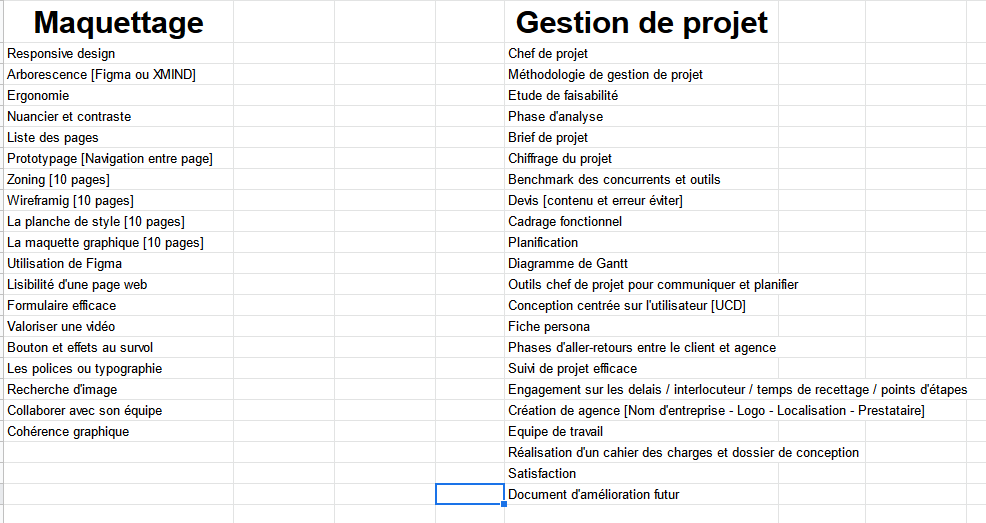 Maquettage
Responsive design
Arborescence [Figma ou XMIND]
Ergonomie
Nuancier et contraste
Liste des pages
Prototypage [Navigation entre page]
Zoning [10 pages]
Wireframig [10 pages]
La planche de style [10 pages]
La maquette graphique [10 pages]
Utilisation de Figma
Lisibilité d'une page web
Formulaire efficace
Valoriser une vidéo
Bouton et effets au survol
Les polices ou typographie
Recherche d'image
Collaborer avec son équipe
Cohérence graphique
Gestion de projet
Chef de projet
Méthodologie de gestion de projet
Etude de faisabilité
Phase d'analyse
Brief de projet
Chiffrage du projet
Benchmark des concurrents et outils
Devis [contenu et erreur éviter]
Cadrage fonctionnel
Planification
Diagramme de Gantt
Outils chef de projet pour communiquer et planifier
Conception centrée sur l'utilisateur [UCD]
Fiche persona
Phases d'aller-retours entre le client et agence
Suivi de projet efficace
Engagement sur les delais / interlocuteur / temps de recettage / points d'étapes
Création de agence [Nom d'entreprise - Logo - Localisation - Prestataire]
Equipe de travail
Réalisation d'un cahier des charges et dossier de conception
Satisfaction
Document d'amélioration futur